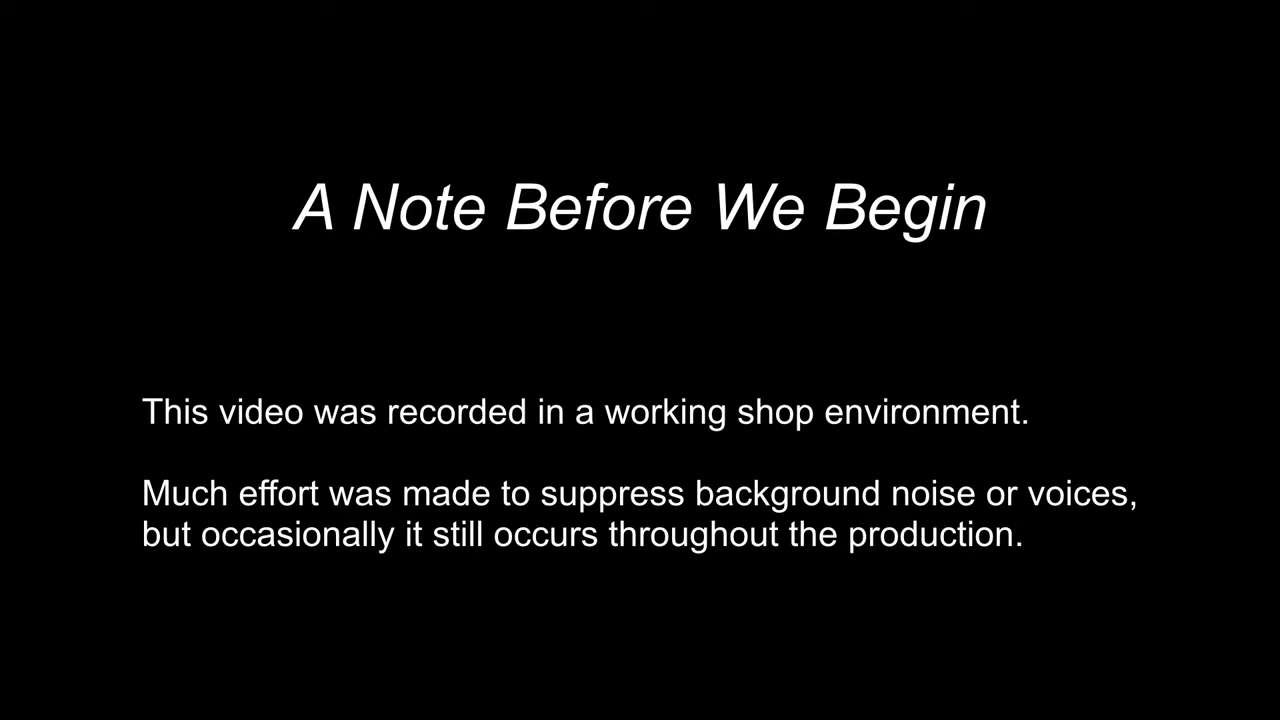 A Note Before We Begin
This video was recorded in a working shop environment.
Much effort was made to suppress background noise or voices,
but occasionally it still occurs throughout the production.